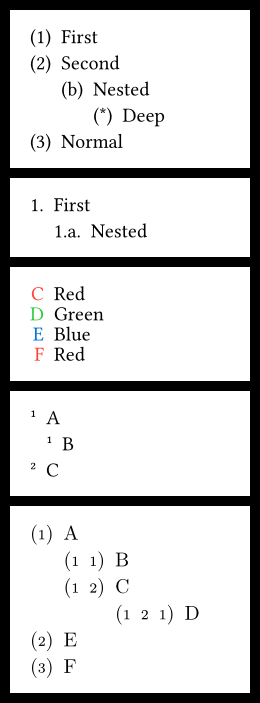 (1) First
(2) Second
(b) Nested
(*) Deep
(3) Normal
1. First
1.a. Nested
C Red
D Green
E Blue
F Red
¹ A
¹ B
² C
(1) A
(1 1) B
(1 2) C
(1 2 1) D
(2) E
(3) F